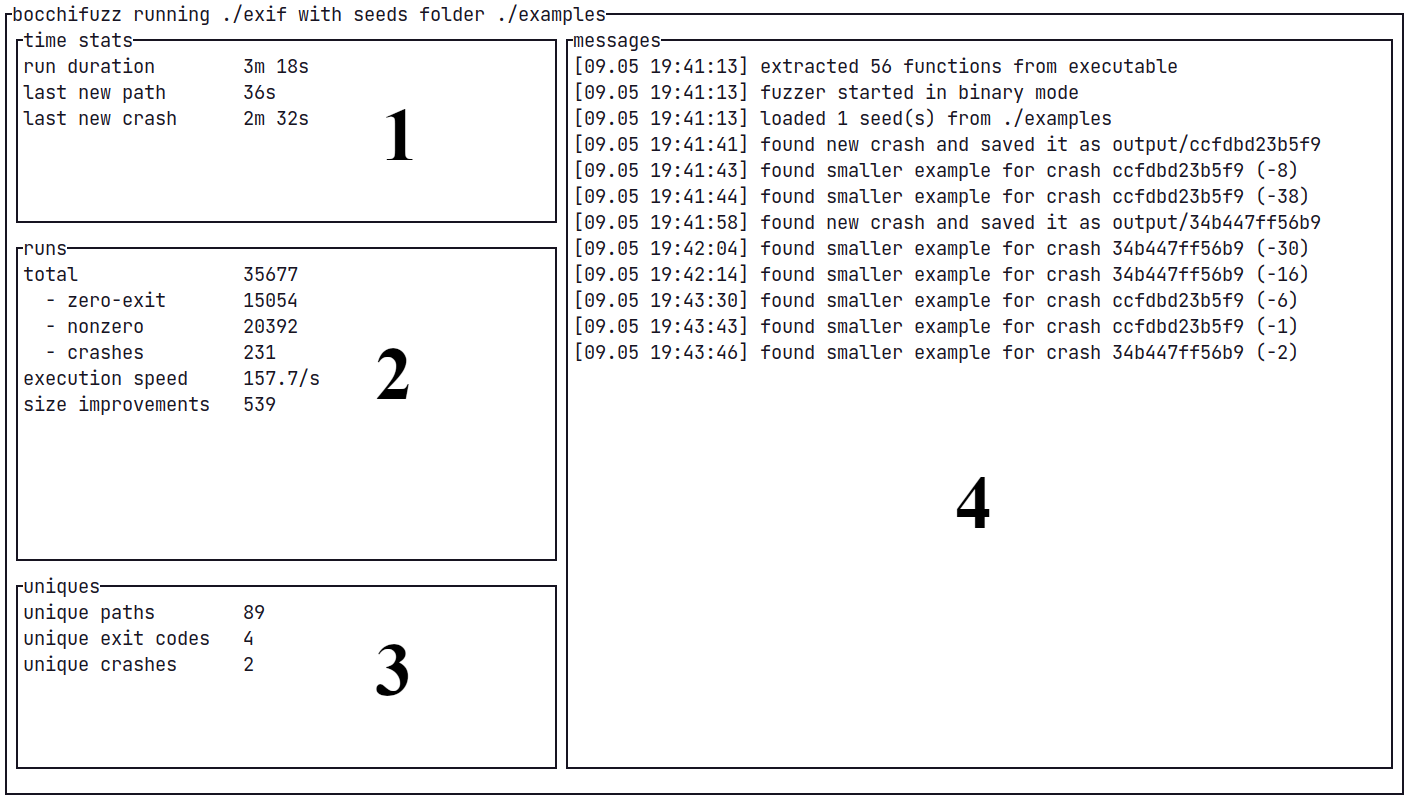 bocchifuzz running ./exif with seeds folder ./examples
time stats
run duration 3m 18s
last new path 36s
last new crash 2m 32s
1
runs
total 35677
- zero-exit 15054
- nonzero 20392
- crashes 231
execution speed 157.7/s
size improvements 539
2
uniques
unique paths 89
unique exit codes 4
unique crashes 2
3
messages
[09.05 19:41:13] extracted 56 functions from executable
[09.05 19:41:13] fuzzer started in binary mode
[09.05 19:41:13] loaded 1 seed(s) from ./examples
[09.05 19:41:41] found new crash and saved it as output/ccfdbd23b5f9
[09.05 19:41:43] found smaller example for crash ccfdbd23b5f9 (-8)
[09.05 19:41:44] found smaller example for crash ccfdbd23b5f9 (-38)
[09.05 19:41:58] found new crash and saved it as output/34b447ff56b9
[09.05 19:42:04] found smaller example for crash 34b447ff56b9 (-30)
[09.05 19:42:14] found smaller example for crash 34b447ff56b9 (-16)
[09.05 19:43:30] found smaller example for crash ccfdbd23b5f9 (-6)
[09.05 19:43:43] found smaller example for crash ccfdbd23b5f9 (-1)
[09.05 19:43:46] found smaller example for crash 34b447ff56b9 (-2)
4